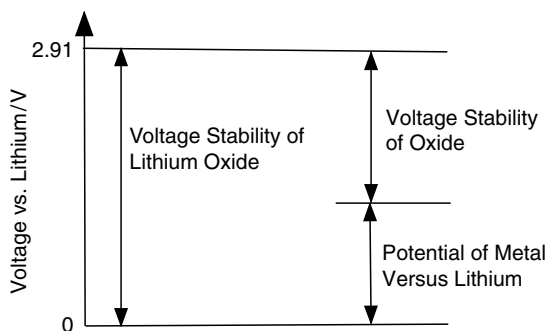 Voltage vs. Lithium/V
2.91
0
Voltage Stability of
Lithium Oxide
Voltage Stability
of Oxide
Potential of Metal
Versus Lithium